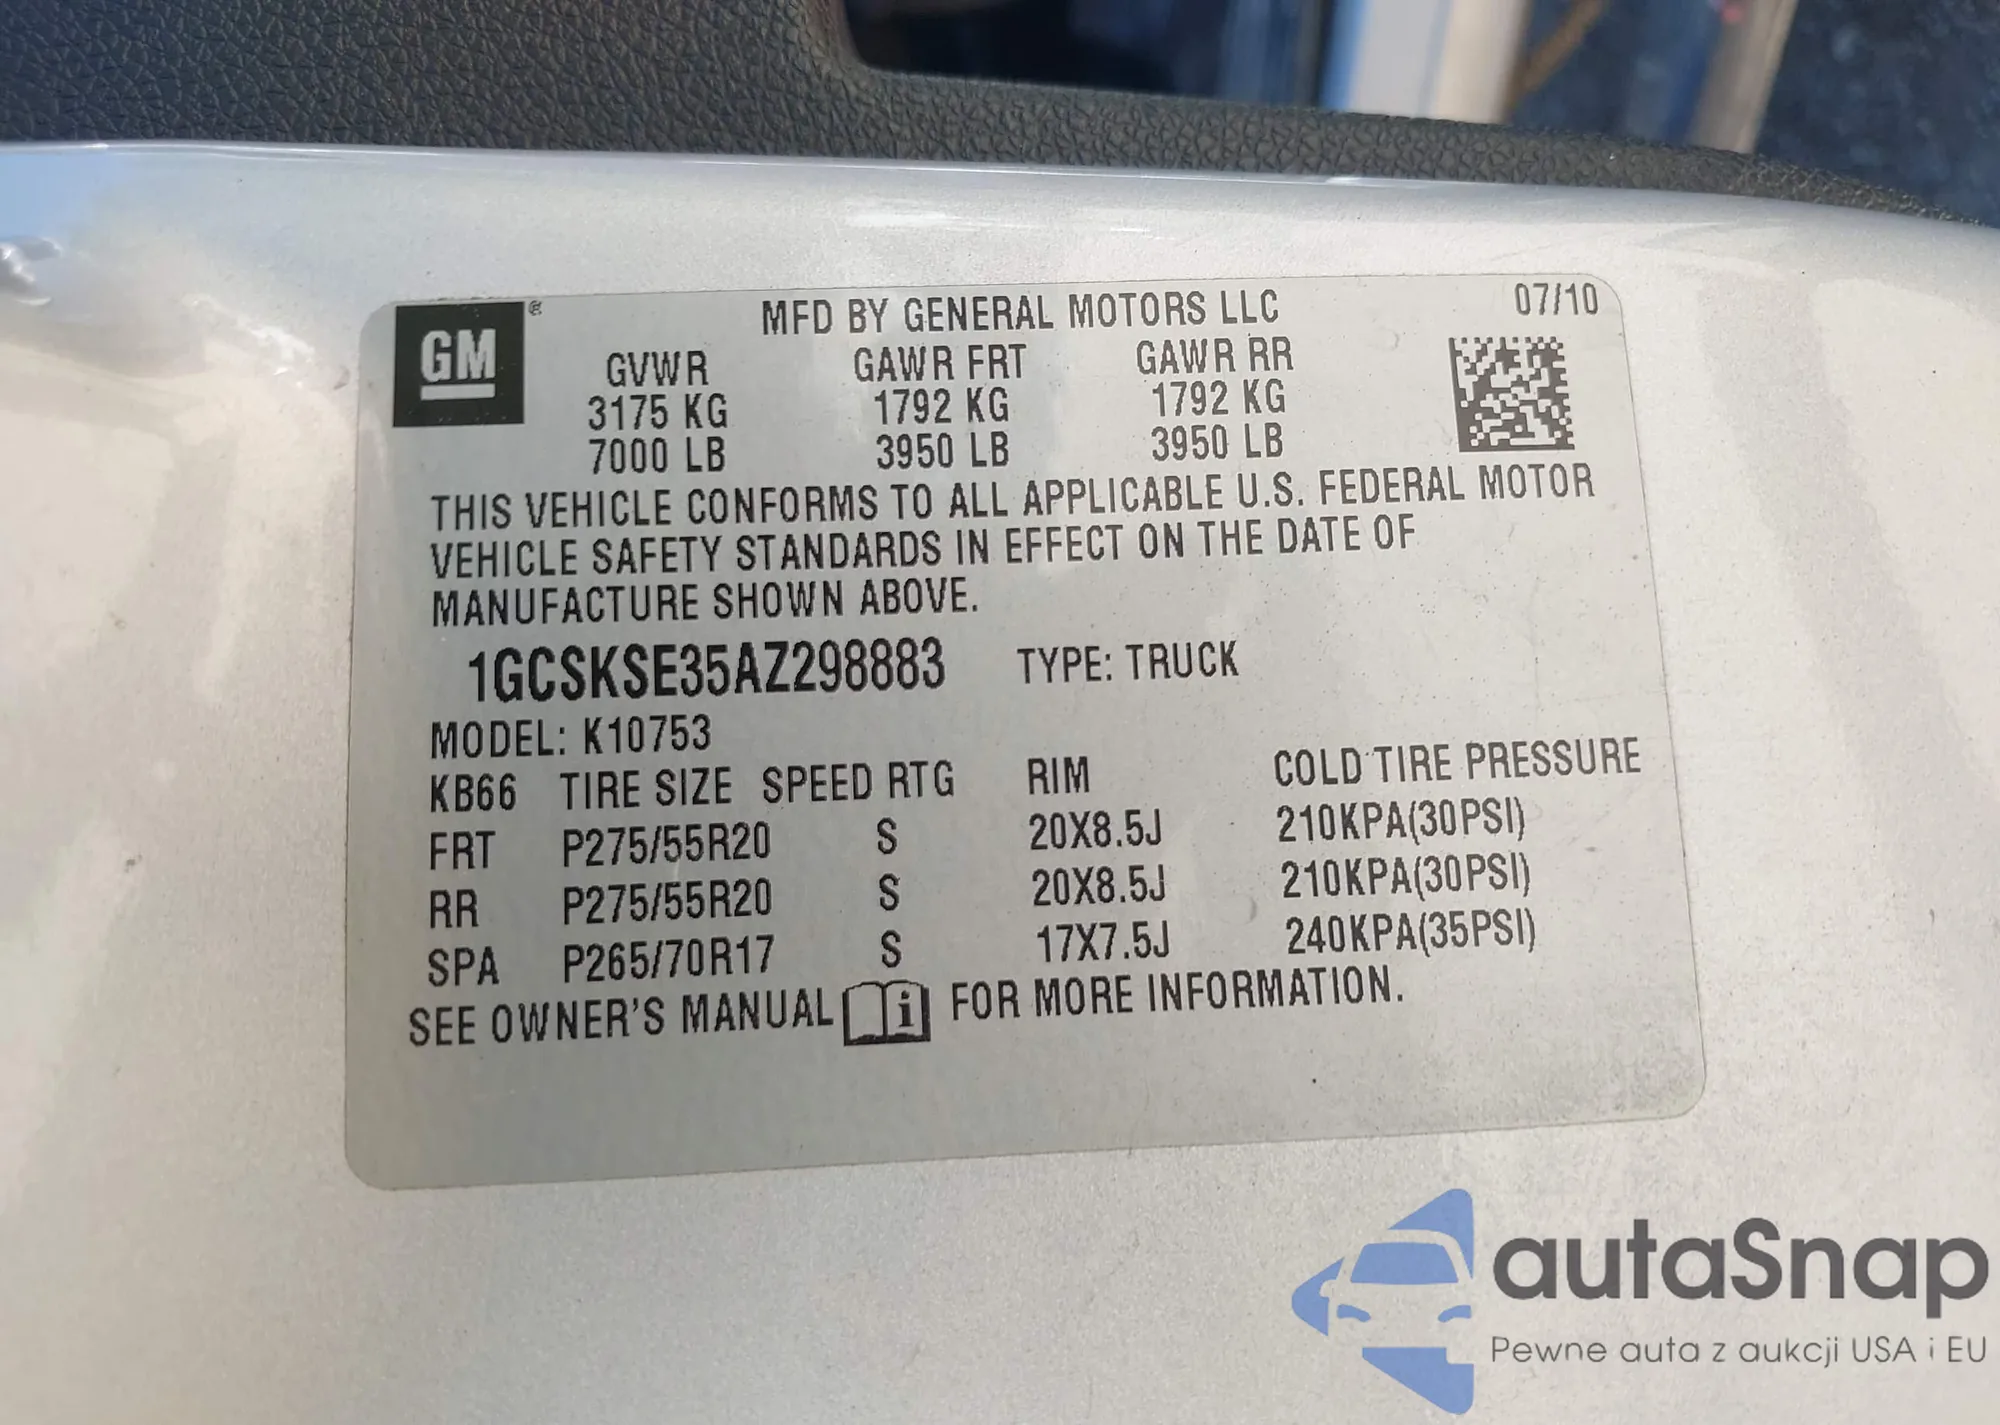 GM®
MFD BY GENERAL MOTORS LLC 07/10
GVWR GAWR FRT GAWR RR
3175 KG 1792 KG 1792 KG
7000 LB 3950 LB 3950 LB
THIS VEHICLE CONFORMS TO ALL APPLICABLE U.S. FEDERAL MOTOR
VEHICLE SAFETY STANDARDS IN EFFECT ON THE DATE OF
MANUFACTURE SHOWN ABOVE.
1GCSKSE35AZ298883 TYPE: TRUCK
MODEL: K10753
KB66 TIRE SIZE SPEED RTG RIM COLD TIRE PRESSURE
FRT P275/55R20 S 20X8.5J 210KPA(30PSI)
RR P275/55R20 S 20X8.5J 210KPA(30PSI)
SPA P265/70R17 S 17X7.5J 240KPA(35PSI)
SEE OWNER'S MANUAL i FOR MORE INFORMATION.
autaSnap
Pewne auta z aukcji USA i EU